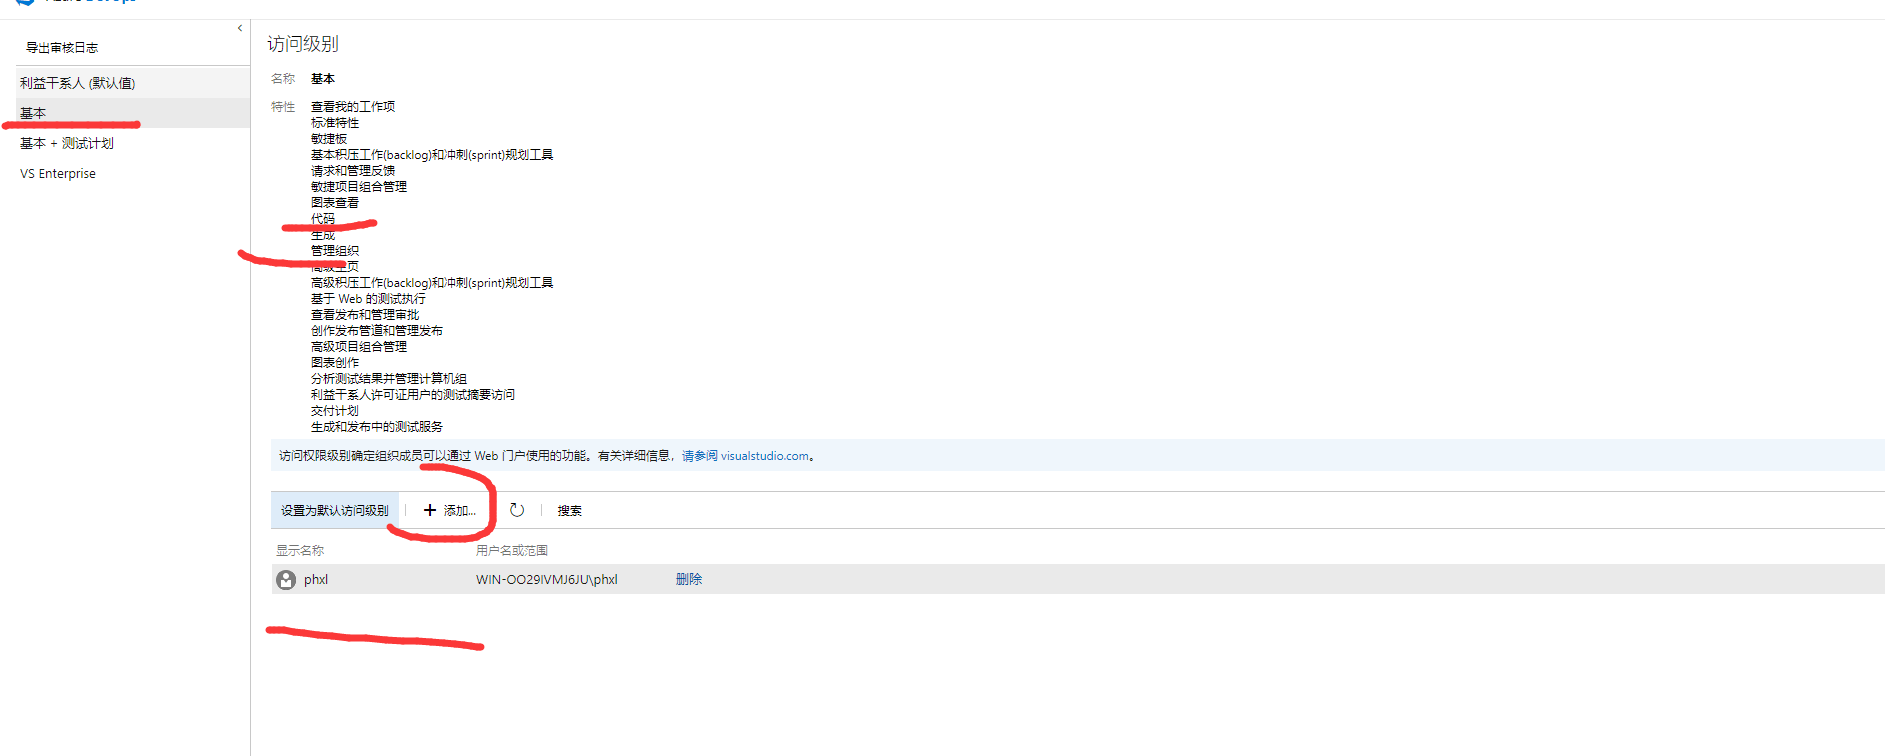 导出审核日志
利益干系人 (默认值)
基本
基本 + 测试计划
VS Enterprise
访问级别
名称 基本
特性 查看我的工作项
标准特性
敏捷板
基本积压工作(backlog)和冲刺(sprint)规划工具
请求和管理反馈
敏捷项目组合管理
图表查看
代码
生成
管理组织
高级主页
高级积压工作(backlog)和冲刺(sprint)规划工具
基于 Web 的测试执行
查看发布和管理审批
创作发布管道和管理发布
高级项目组合管理
图表创作
分析测试结果并管理计算机组
利益干系人许可证用户的测试摘要访问
交付计划
生成和发布中的测试服务
访问权限级别确定组织成员可以通过 Web 门户使用的功能。有关详细信息，请参阅 visualstudio.com。
设置为默认访问级别 + 添加... 搜索
显示名称 用户名或范围
phxl WIN-OO29IVMJ6JU\phxl 删除